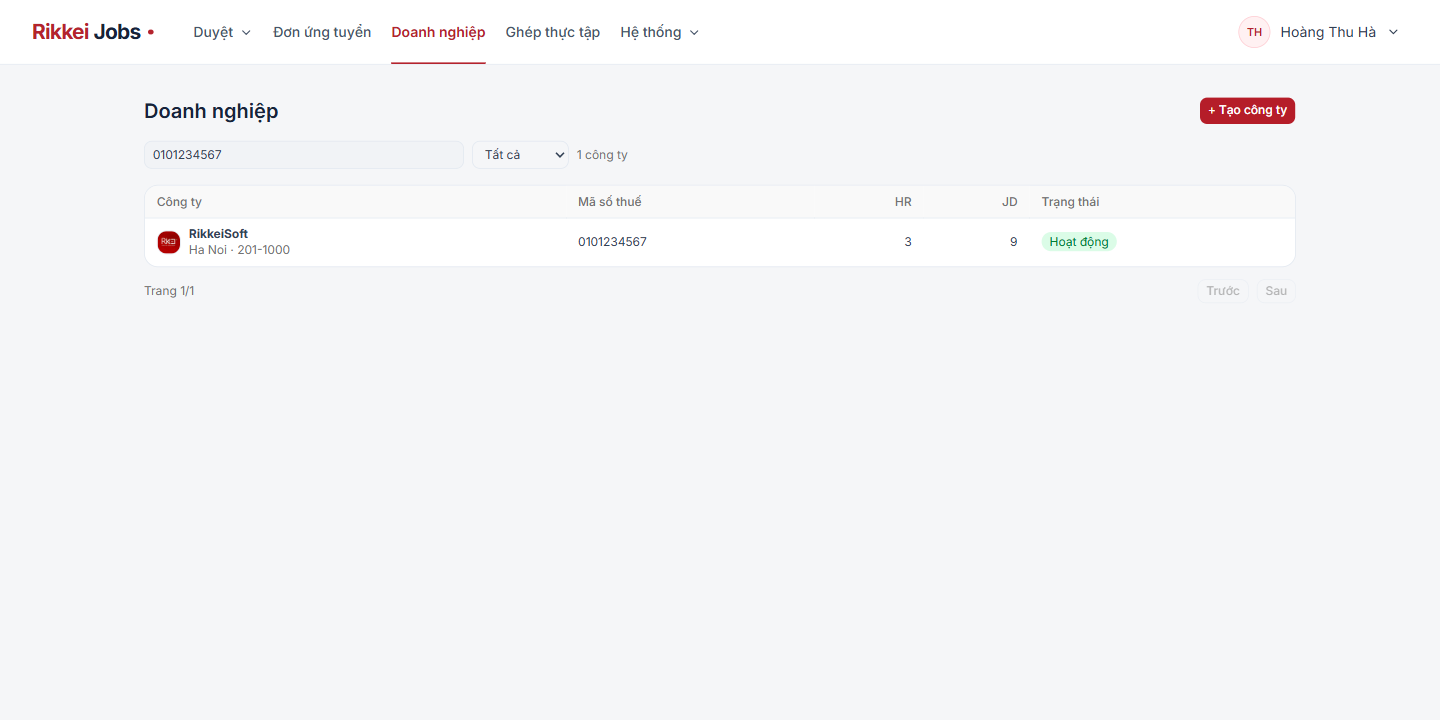 Rikkei Jobs
Duyệt Đơn ứng tuyển Doanh nghiệp Ghép thực tập Hệ thống
TH Hoàng Thu Hà
Doanh nghiệp
+ Tạo công ty
0101234567 Tất cả 1 công ty
Công ty Mã số thuế HR JD Trạng thái
RikkeiSoft
Ha Noi · 201-1000
0101234567 3 9 Hoạt động
Trang 1/1
Trước Sau